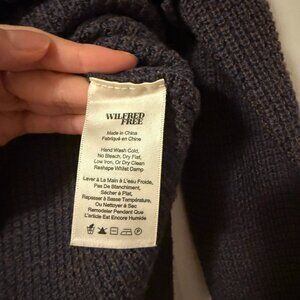 WILFRED
FREE
Made in China
Fabriqué en Chine
Hand Wash Cold,
No Bleach, Dry Flat,
Low Iron, Or Dry Clean
Reshape Whilst Damp
Laver à La Main à L'eau Froide,
Pas De Blanchiment,
Sécher à Plat,
Repasser à Basse Température,
Ou Nettoyer à Sec
Remodeler Pendant Que
L'article Est Encore Humide